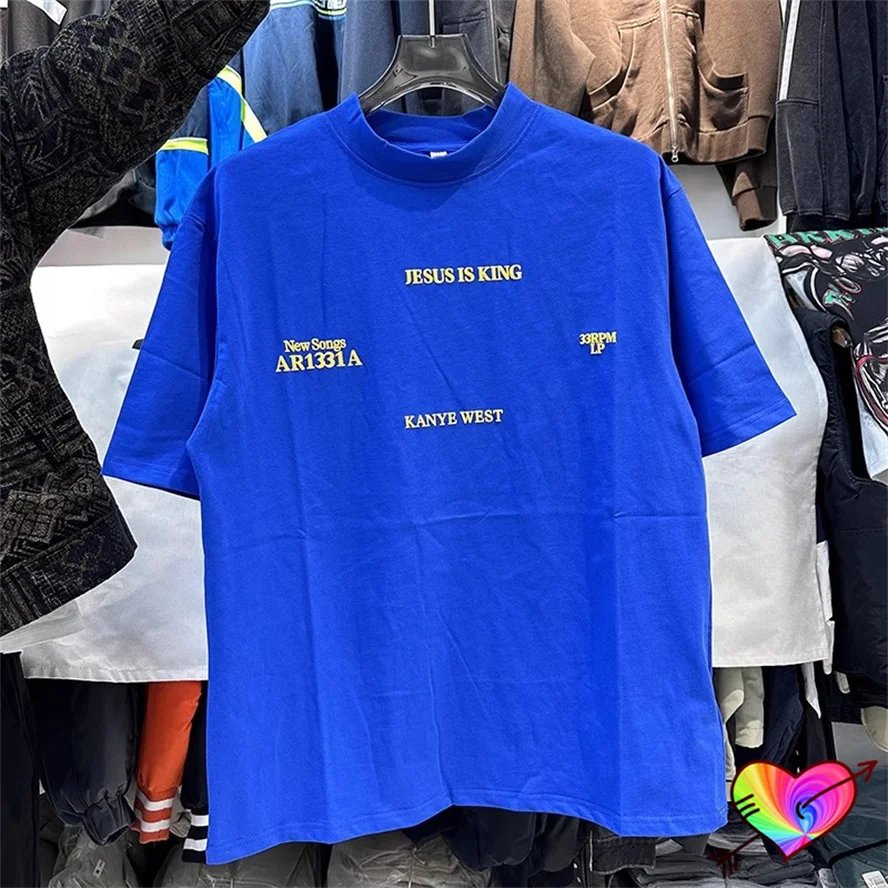 JESUS IS KING
New Songs
AR1331A
33RPM
LP
KANYE WEST